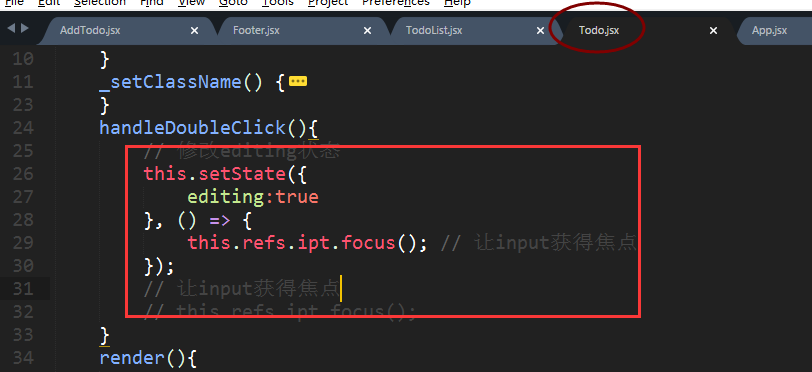 File Edit Selection Find View Goto Tools Project Preferences Help
AddTodo.jsx × Footer.jsx × TodoList.jsx × Todo.jsx × App.jsx
10 }
11 _setClassName() {
23 }
24 handleDoubleClick(){
25 // 修改editing状态
26 this.setState({
27 editing:true
28 }, () => {
29 this.refs.ipt.focus(); // 让input获得焦点
30 });
31 // 让input获得焦点
32 // this.refs.ipt.focus();
33 }
34 render(){